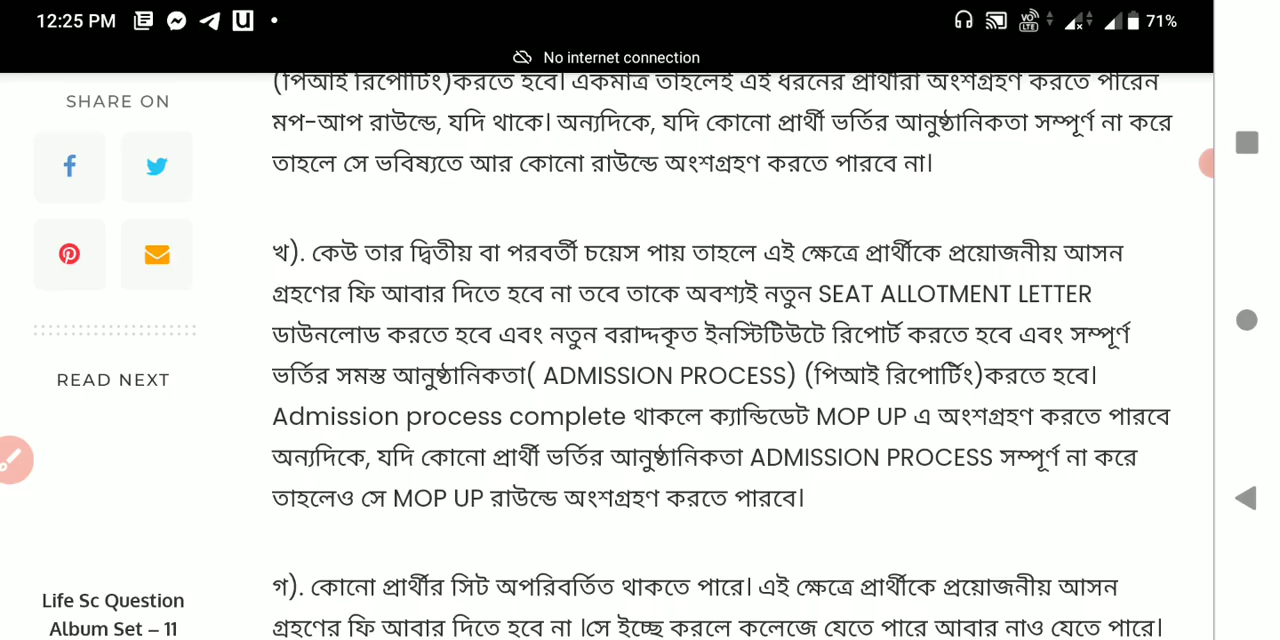 12:25 PM
71%
No internet connection
SHARE ON
(পিআই রিপোর্টিং)করতে হবে। একমাত্র তাহলেই এই ধরনের প্রার্থীরা অংশগ্রহণ করতে পারেন
মপ-আপ রাউন্ডে, যদি থাকে। অন্যদিকে, যদি কোনো প্রার্থী ভর্তির আনুষ্ঠানিকতা সম্পূর্ণ না করে
তাহলে সে ভবিষ্যতে আর কোনো রাউন্ডে অংশগ্রহণ করতে পারবে না।
খ). কেউ তার দ্বিতীয় বা পরবর্তী চয়েস পায় তাহলে এই ক্ষেত্রে প্রার্থীকে প্রয়োজনীয় আসন
গ্রহণের ফি আবার দিতে হবে না তবে তাকে অবশ্যই নতুন SEAT ALLOTMENT LETTER
ডাউনলোড করতে হবে এবং নতুন বরাদ্দকৃত ইনস্টিটিউটে রিপোর্ট করতে হবে এবং সম্পূর্ণ
ভর্তির সমস্ত আনুষ্ঠানিকতা( ADMISSION PROCESS) (পিআই রিপোর্টিং)করতে হবে।
Admission process complete থাকলে ক্যান্ডিডেট MOP UP এ অংশগ্রহণ করতে পারবে
অন্যদিকে, যদি কোনো প্রার্থী ভর্তির আনুষ্ঠানিকতা ADMISSION PROCESS সম্পূর্ণ না করে
তাহলেও সে MOP UP রাউন্ডে অংশগ্রহণ করতে পারবে।
গ). কোনো প্রার্থীর সিট অপরিবর্তিত থাকতে পারে। এই ক্ষেত্রে প্রার্থীকে প্রয়োজনীয় আসন
গ্রহণের ফি আবার দিতে হবে না ।সে ইচ্ছে করলে কলেজে যেতে পারে আবার নাও যেতে পারে।
READ NEXT
Life Sc Question
Album Set – 11